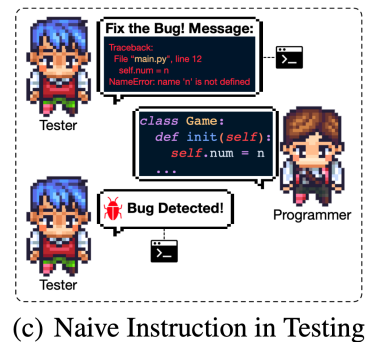 Fix the Bug! Message:
Traceback:
File "main.py", line 12
self.num = n
NameError: name 'n' is not defined
>_
Tester
class Game:
def init(self):
self.num = n
...
Programmer
Bug Detected!
>_
Tester
(c) Naive Instruction in Testing